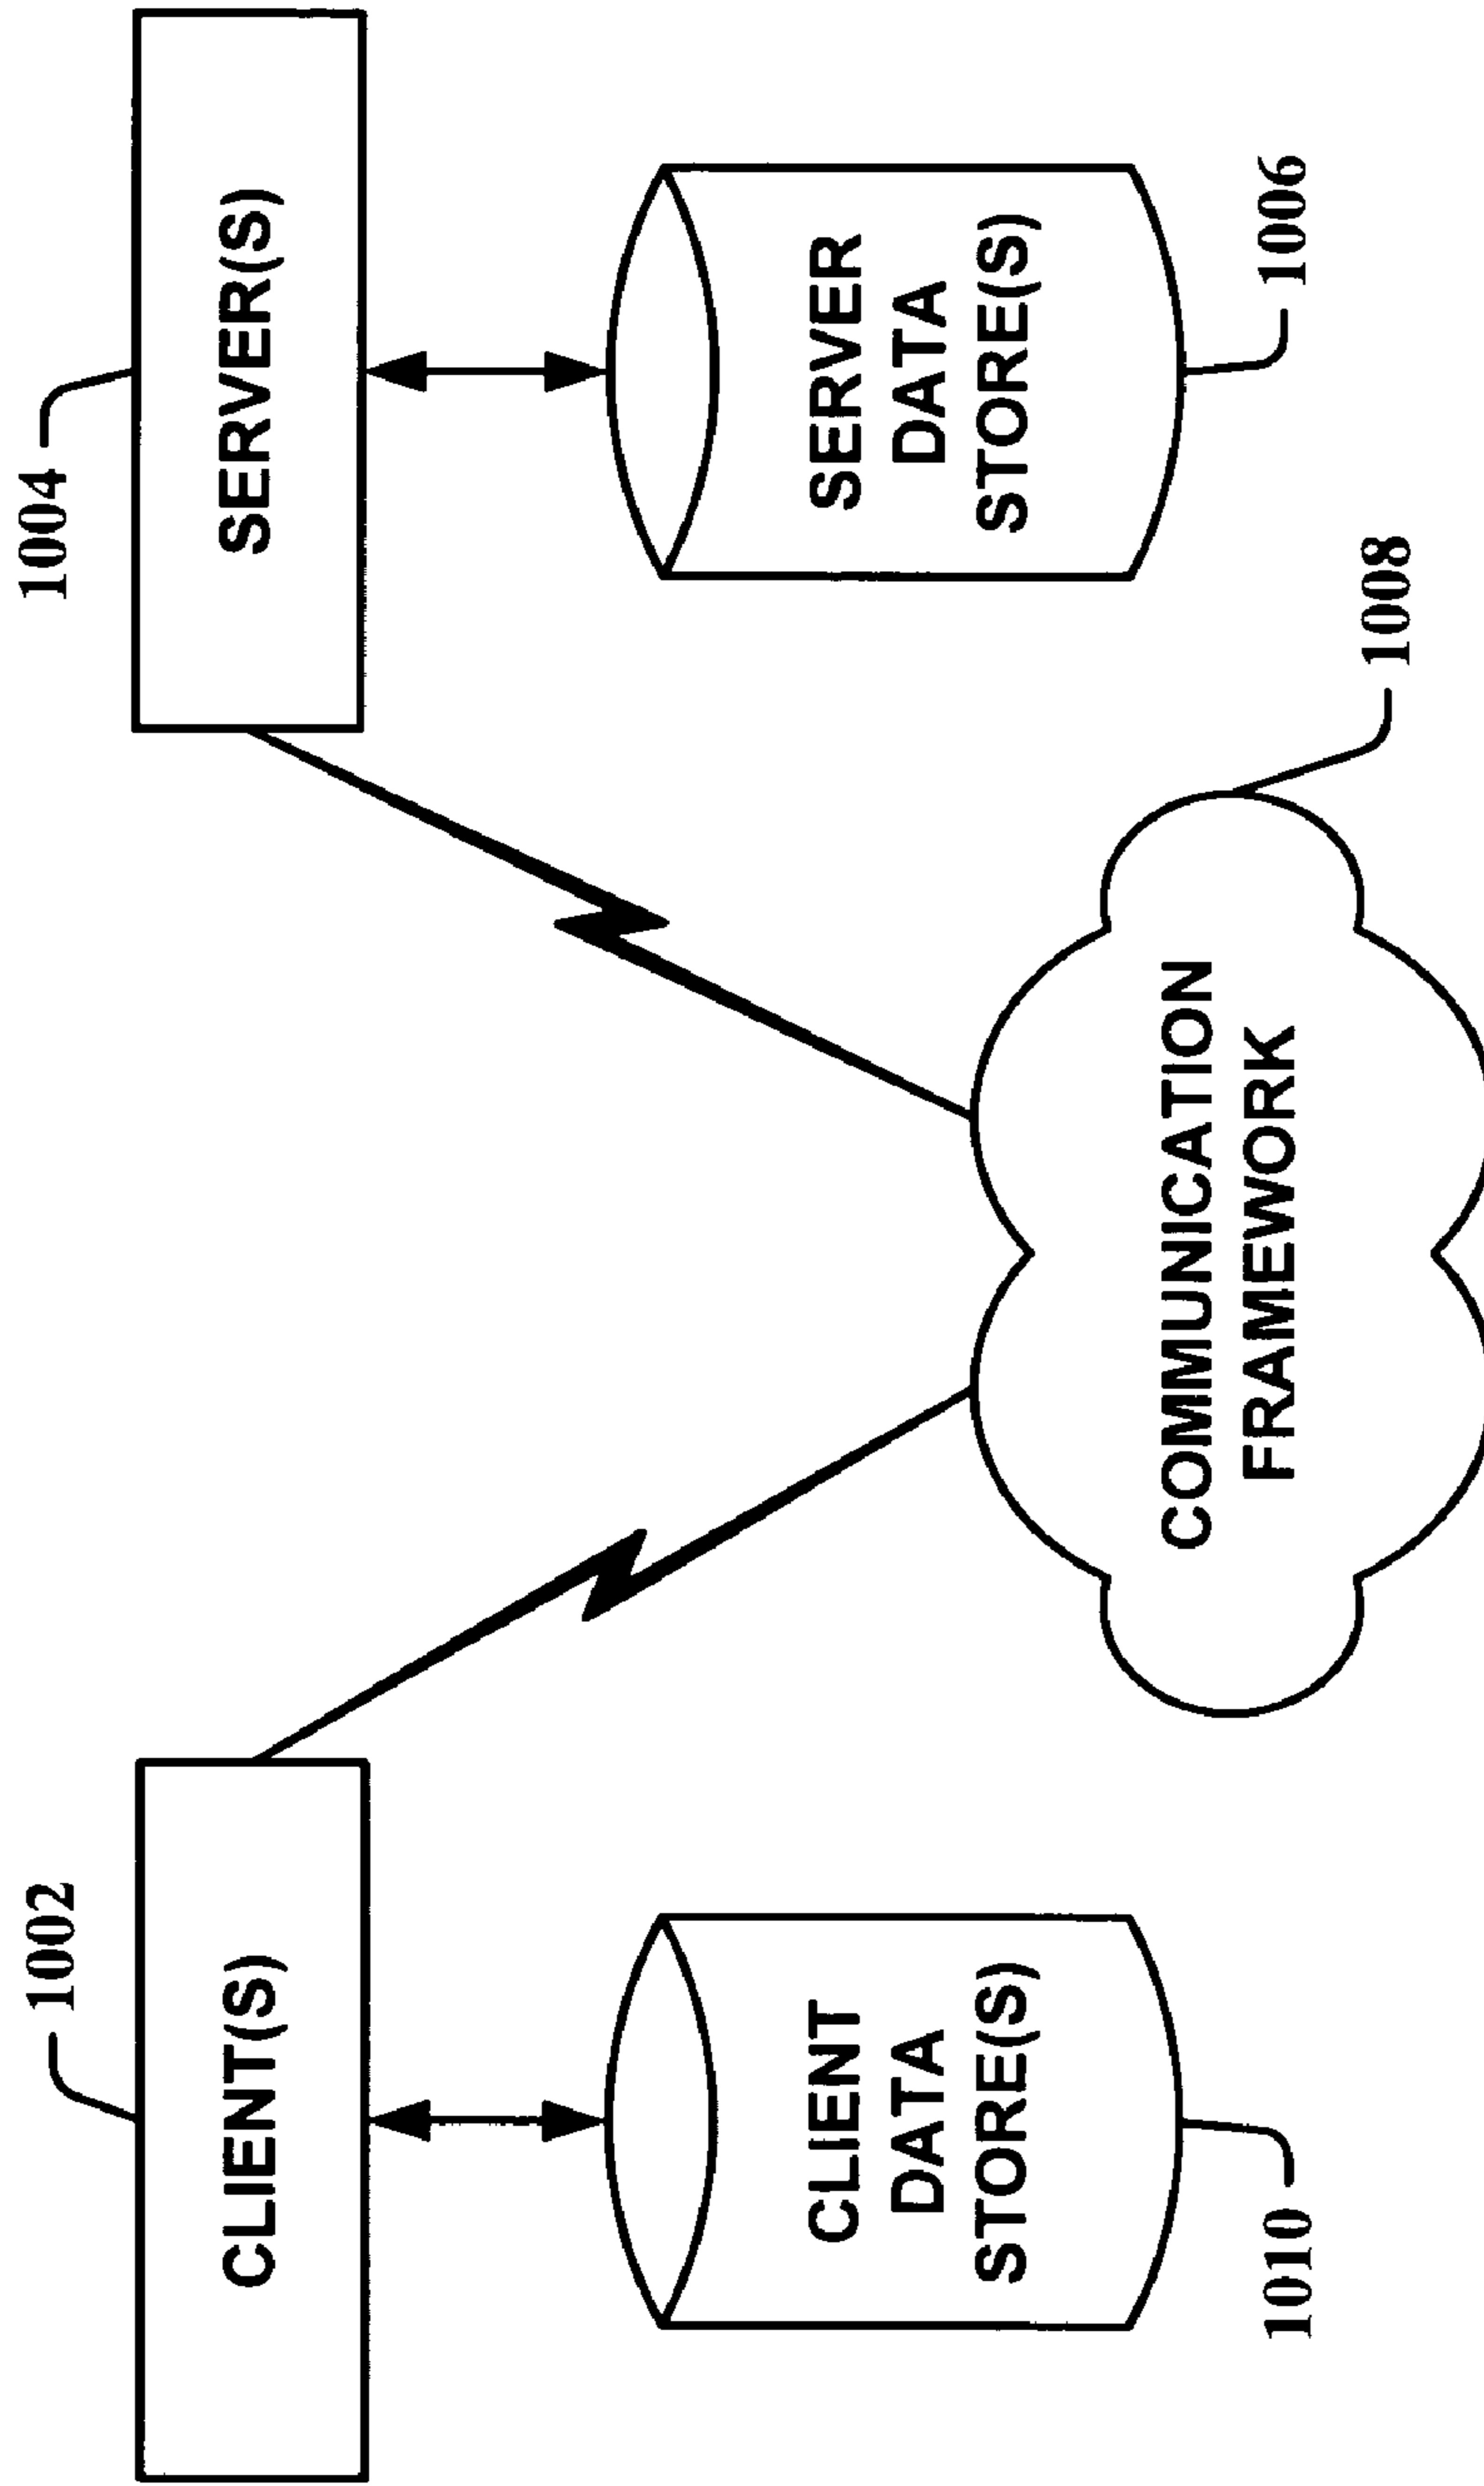 1002
1004
CLIENT(S)
SERVER(S)
CLIENT
DATA
STORE(S)
SERVER
DATA
STORE(S)
1010
1006
COMMUNICATION
FRAMEWORK
1008